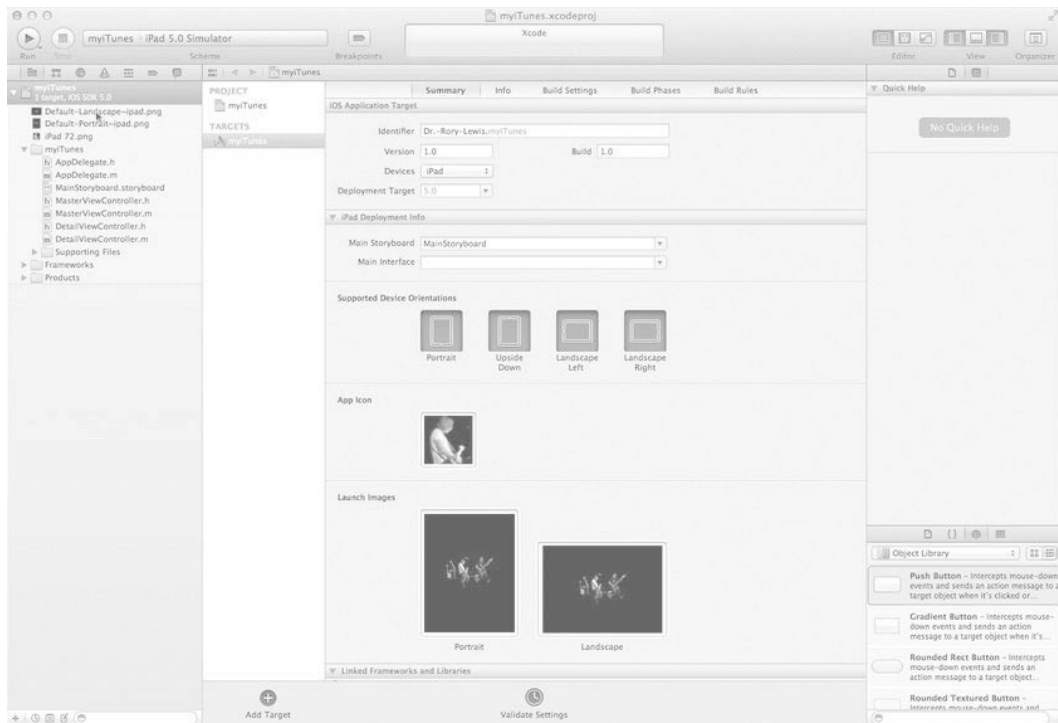 myiTunes.xcodeproj
myiTunes iPad 5.0 Simulator
Xcode
Run Stop Scheme Breakpoints Editor View Organizer
myiTunes
myiTunes
1 target, iOS SDK 5.0
Default-Landscape-ipad.png
Default-Portrait-ipad.png
iPad 72.png
myiTunes
AppDelegate.h
AppDelegate.m
MainStoryboard.storyboard
MasterViewController.h
MasterViewController.m
DetailViewController.h
DetailViewController.m
Supporting Files
Frameworks
Products
PROJECT
myiTunes
TARGETS
myiTunes
Summary Info Build Settings Build Phases Build Rules
iOS Application Target
Identifier Dr.-Rory-Lewis.myiTunes
Version 1.0 Build 1.0
Devices iPad
Deployment Target 5.0
iPad Deployment Info
Main Storyboard MainStoryboard
Main Interface
Supported Device Orientations
Portrait
Upside
Down
Landscape
Left
Landscape
Right
App Icon
Launch Images
Portrait
Landscape
Linked Frameworks and Libraries
Add Target
Validate Settings
Quick Help
No Quick Help
Object Library
Push Button - Intercepts mouse-down
events and sends an action message to a
target object when it's clicked or...
Gradient Button - Intercepts mouse-
down events and sends an action
message to a target object when it's...
Rounded Rect Button - Intercepts
mouse-down events and sends an
action message to a target object...
Rounded Textured Button -
Intercepts mouse-down events and